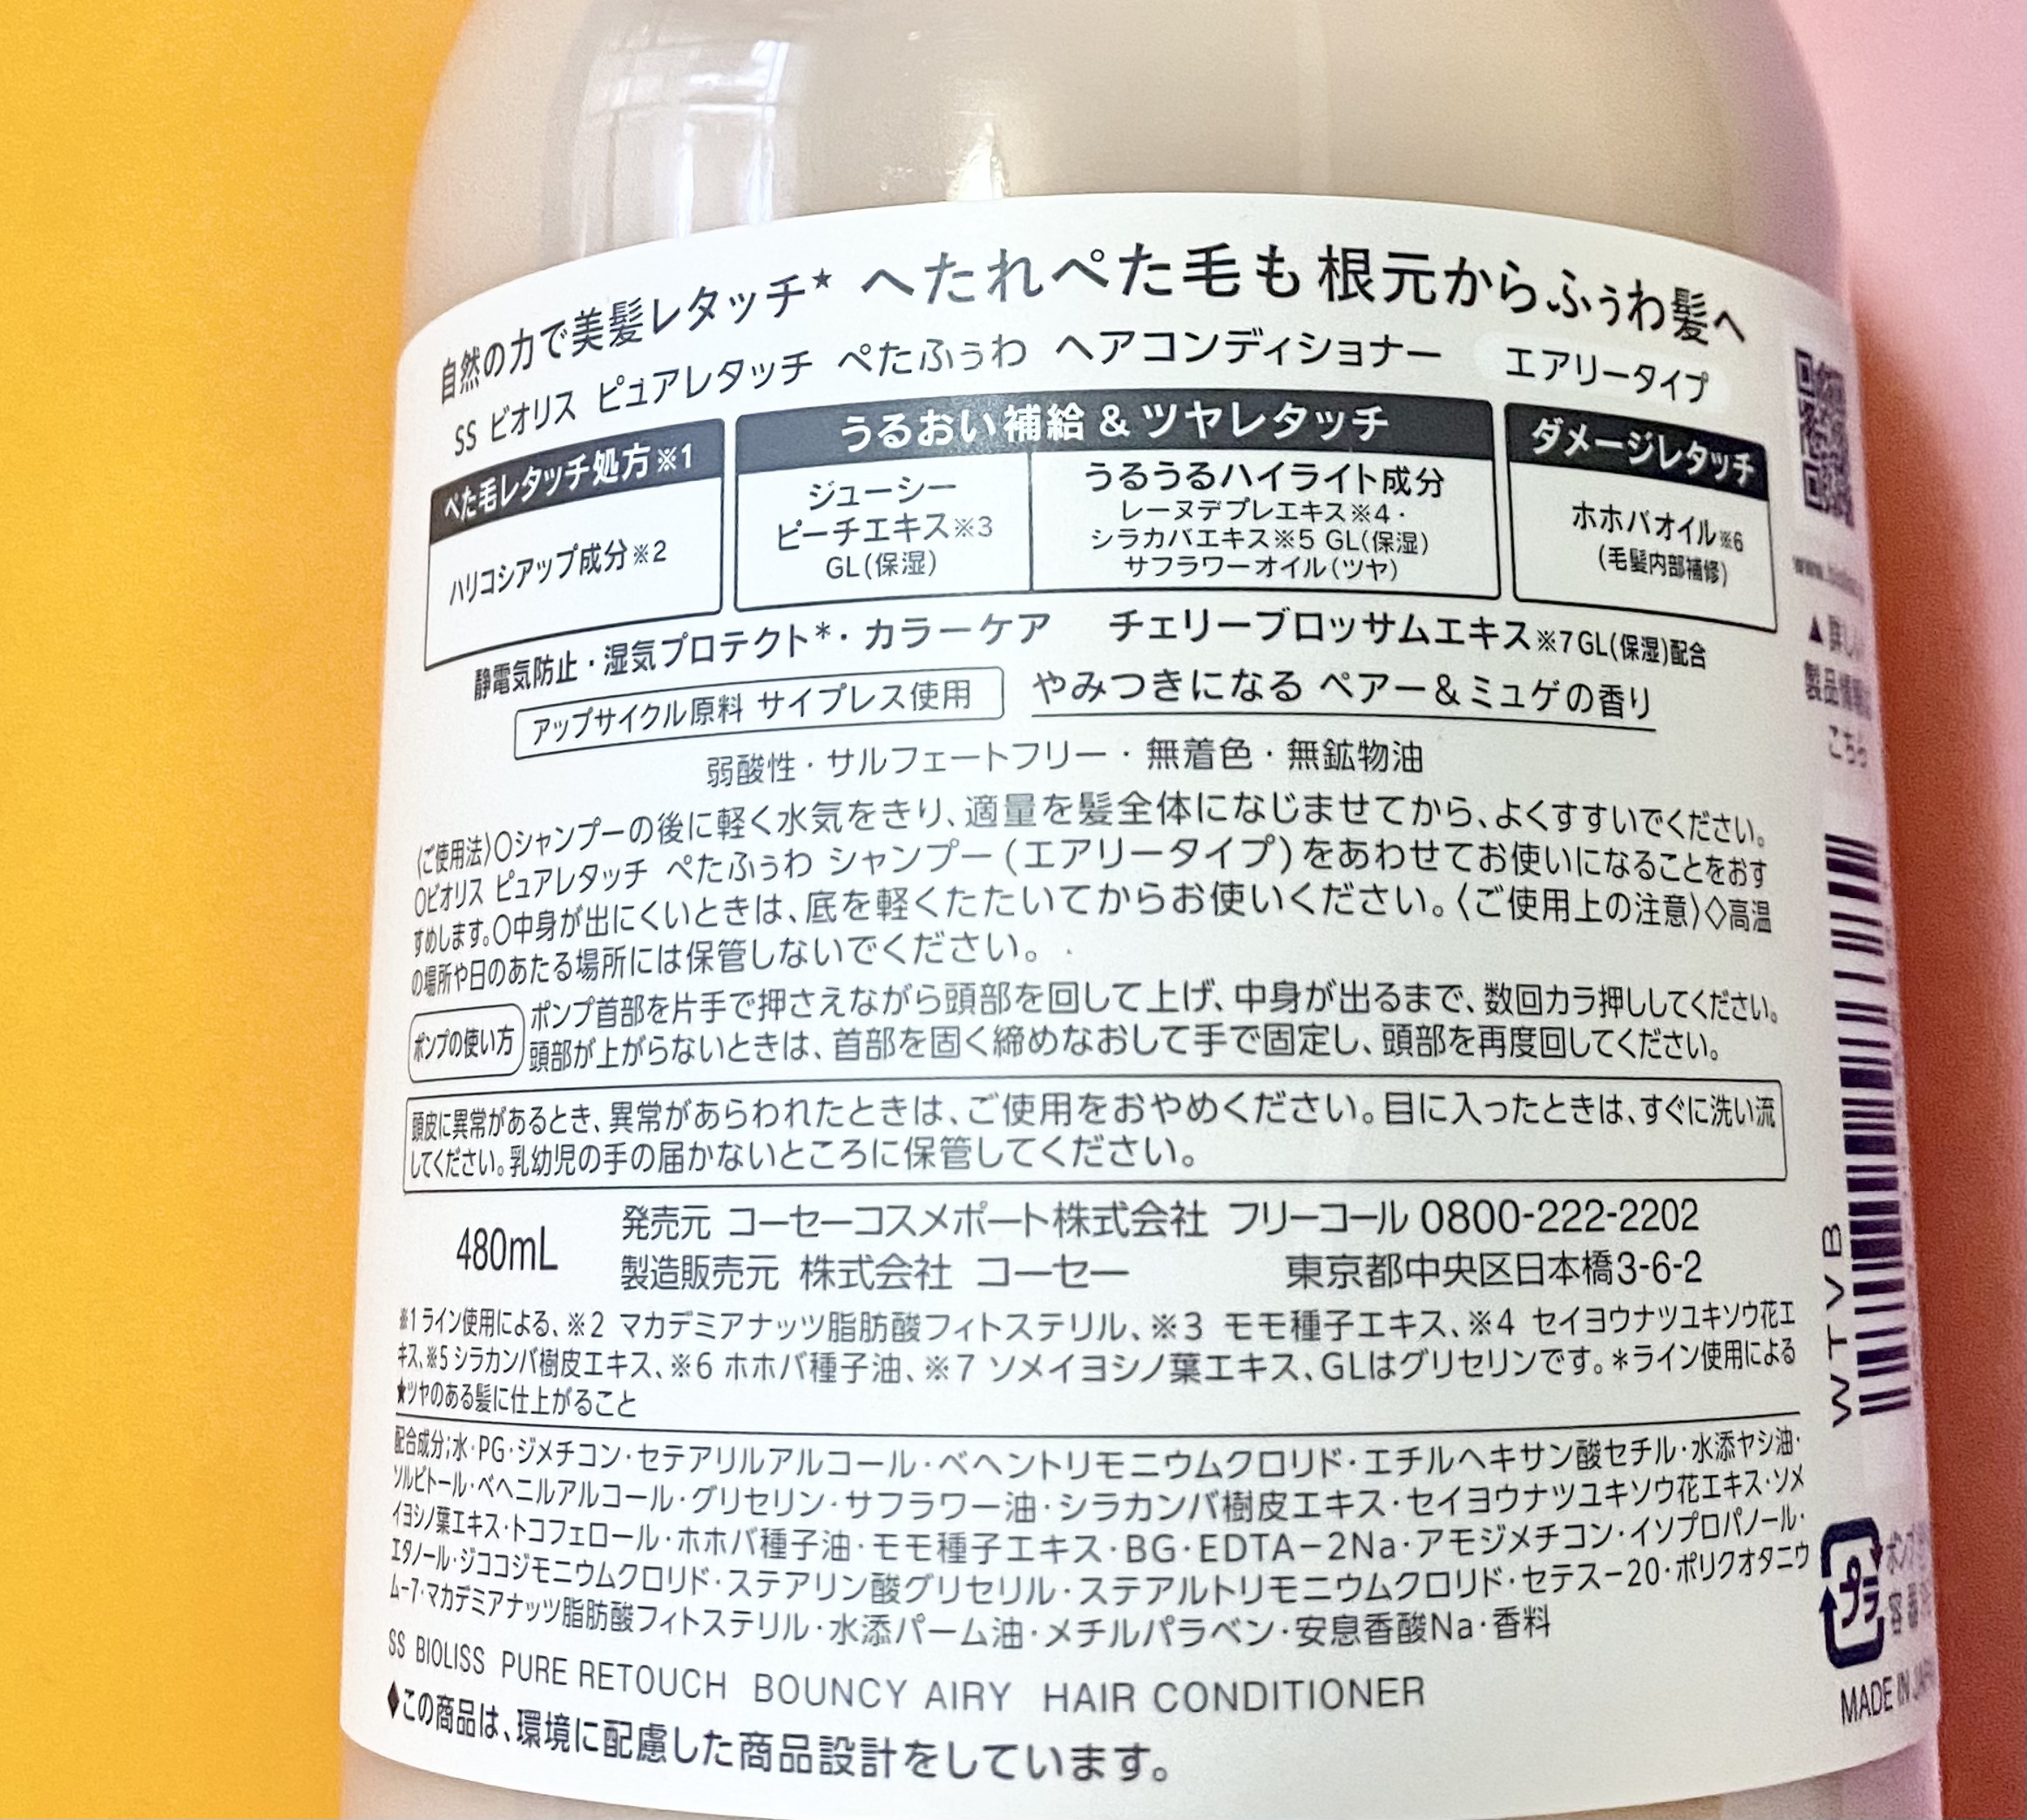 自然の力で美髪レタッチ★ へたれぺた毛も 根元からふぅわ髪へ
SS ビオリス ピュアレタッチ ぺたふぅわ ヘアコンディショナー エアリータイプ
ぺた毛レタッチ処方※1
ハリコシアップ成分※2
うるおい補給 & ツヤレタッチ
ジューシー
ピーチエキス※3
GL(保湿)
うるうるハイライト成分
レーヌデプレエキス※4・
シラカバエキス※5 GL(保湿)
サフラワーオイル(ツヤ)
ダメージレタッチ
ホホバオイル※6
(毛髪内部補修)
静電気防止・湿気プロテクト*・カラーケア チェリーブロッサムエキス※7GL(保湿)配合
アップサイクル原料 サイプレス使用 やみつきになる ペアー&ミュゲの香り
弱酸性・サルフェートフリー・無着色・無鉱物油
〈ご使用法〉○シャンプーの後に軽く水気をきり、適量を髪全体になじませてから、よくすすいでください。
○ビオリス ピュアレタッチ ぺたふぅわ シャンプー(エアリータイプ)をあわせてお使いになることをおす
すめします。○中身が出にくいときは、底を軽くたたいてからお使いください。〈ご使用上の注意〉◇高温
の場所や日のあたる場所には保管しないでください。
ポンプの使い方
ポンプ首部を片手で押さえながら頭部を回して上げ、中身が出るまで、数回カラ押ししてください。
頭部が上がらないときは、首部を固く締めなおして手で固定し、頭部を再度回してください。
頭皮に異常があるとき、異常があらわれたときは、ご使用をおやめください。目に入ったときは、すぐに洗い流
してください。乳幼児の手の届かないところに保管してください。
480mL
発売元 コーセーコスメポート株式会社 フリーコール 0800-222-2202
製造販売元 株式会社 コーセー 東京都中央区日本橋3-6-2
※1 ライン使用による、※2 マカデミアナッツ脂肪酸フィトステリル、※3 モモ種子エキス、※4 セイヨウナツユキソウ花エ
キス、※5 シラカンバ樹皮エキス、※6 ホホバ種子油、※7 ソメイヨシノ葉エキス、GLはグリセリンです。*ライン使用による
★ツヤのある髪に仕上がること
配合成分;水・PG・ジメチコン・セテアリルアルコール・ベヘントリモニウムクロリド・エチルヘキサン酸セチル・水添ヤシ油・
ソルビトール・ベヘニルアルコール・グリセリン・サフラワー油・シラカンバ樹皮エキス・セイヨウナツユキソウ花エキス・ソメ
イヨシノ葉エキス・トコフェロール・ホホバ種子油・モモ種子エキス・BG・EDTA-2Na・アモジメチコン・イソプロパノール・
エタノール・ジココジモニウムクロリド・ステアリン酸グリセリル・ステアルトリモニウムクロリド・セテス-20・ポリクオタニウ
ム-7・マカデミアナッツ脂肪酸フィトステリル・水添パーム油・メチルパラベン・安息香酸Na・香料
SS BIOLISS PURE RETOUCH BOUNCY AIRY HAIR CONDITIONER
◆この商品は、環境に配慮した商品設計をしています。
こちら
WTVB
プラ
MADE IN